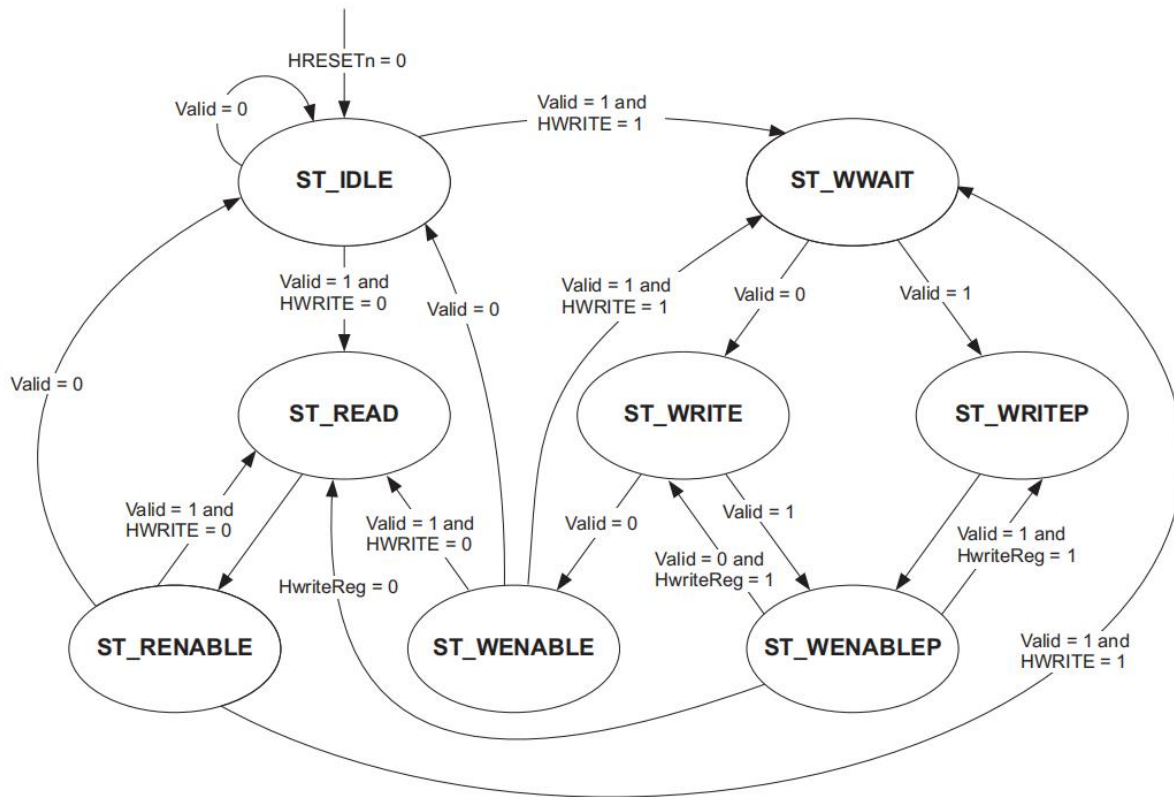 HRESETn = 0
Valid = 0
Valid = 1 and
HWRITE = 1
ST_IDLE
ST_WWAIT
Valid = 1 and
HWRITE = 0
Valid = 0
Valid = 1 and
HWRITE = 1
Valid = 0
Valid = 1
Valid = 0
ST_READ
ST_WRITE
ST_WRITEP
Valid = 1 and
HWRITE = 0
Valid = 1 and
HWRITE = 0
Valid = 0
Valid = 1
Valid = 1 and
HwriteReg = 1
Valid = 0 and
HwriteReg = 1
HwriteReg = 0
ST_RENABLE
ST_WENABLE
ST_WENABLEP
Valid = 1 and
HWRITE = 1